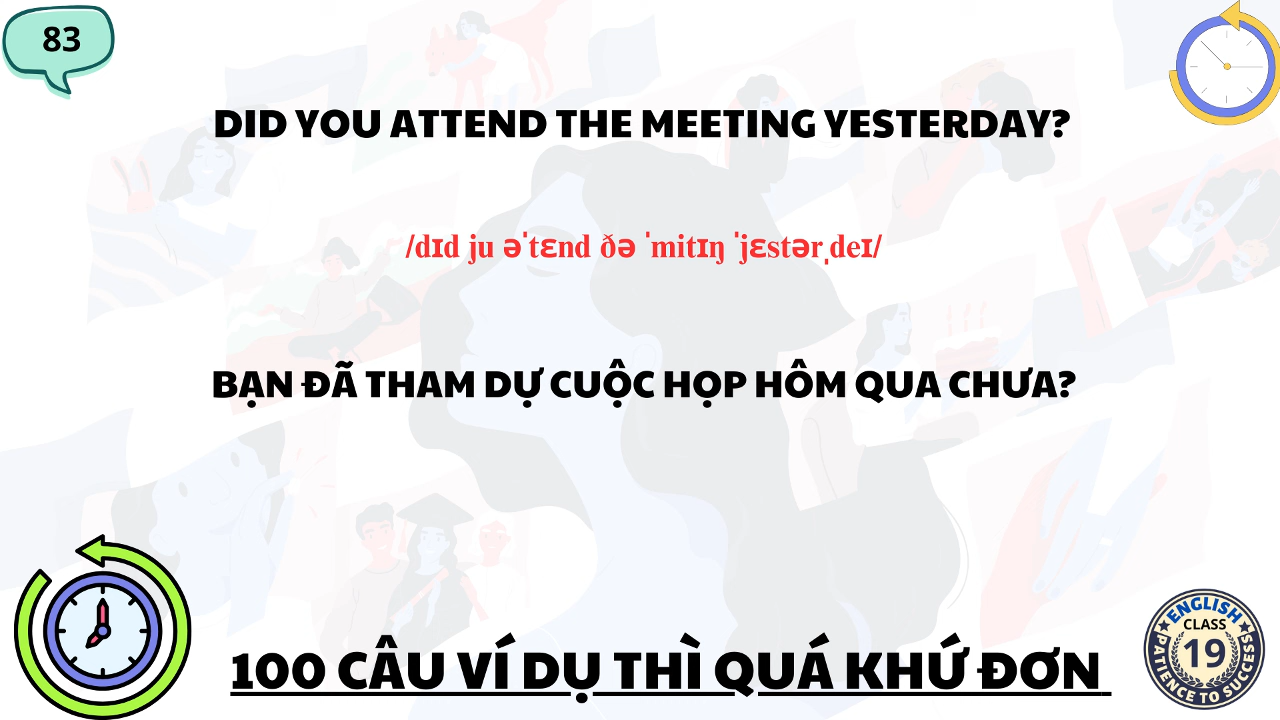 83
DID YOU ATTEND THE MEETING YESTERDAY?
/dɪd ju əˈtɛnd ðə ˈmitɪŋ ˈjɛstərˌdeɪ/
BẠN ĐÃ THAM DỰ CUỘC HỌP HÔM QUA CHƯA?
100 CÂU VÍ DỤ THÌ QUÁ KHỨ ĐƠN
ENGLISH
CLASS
19
PATIENCE TO SUCCESS